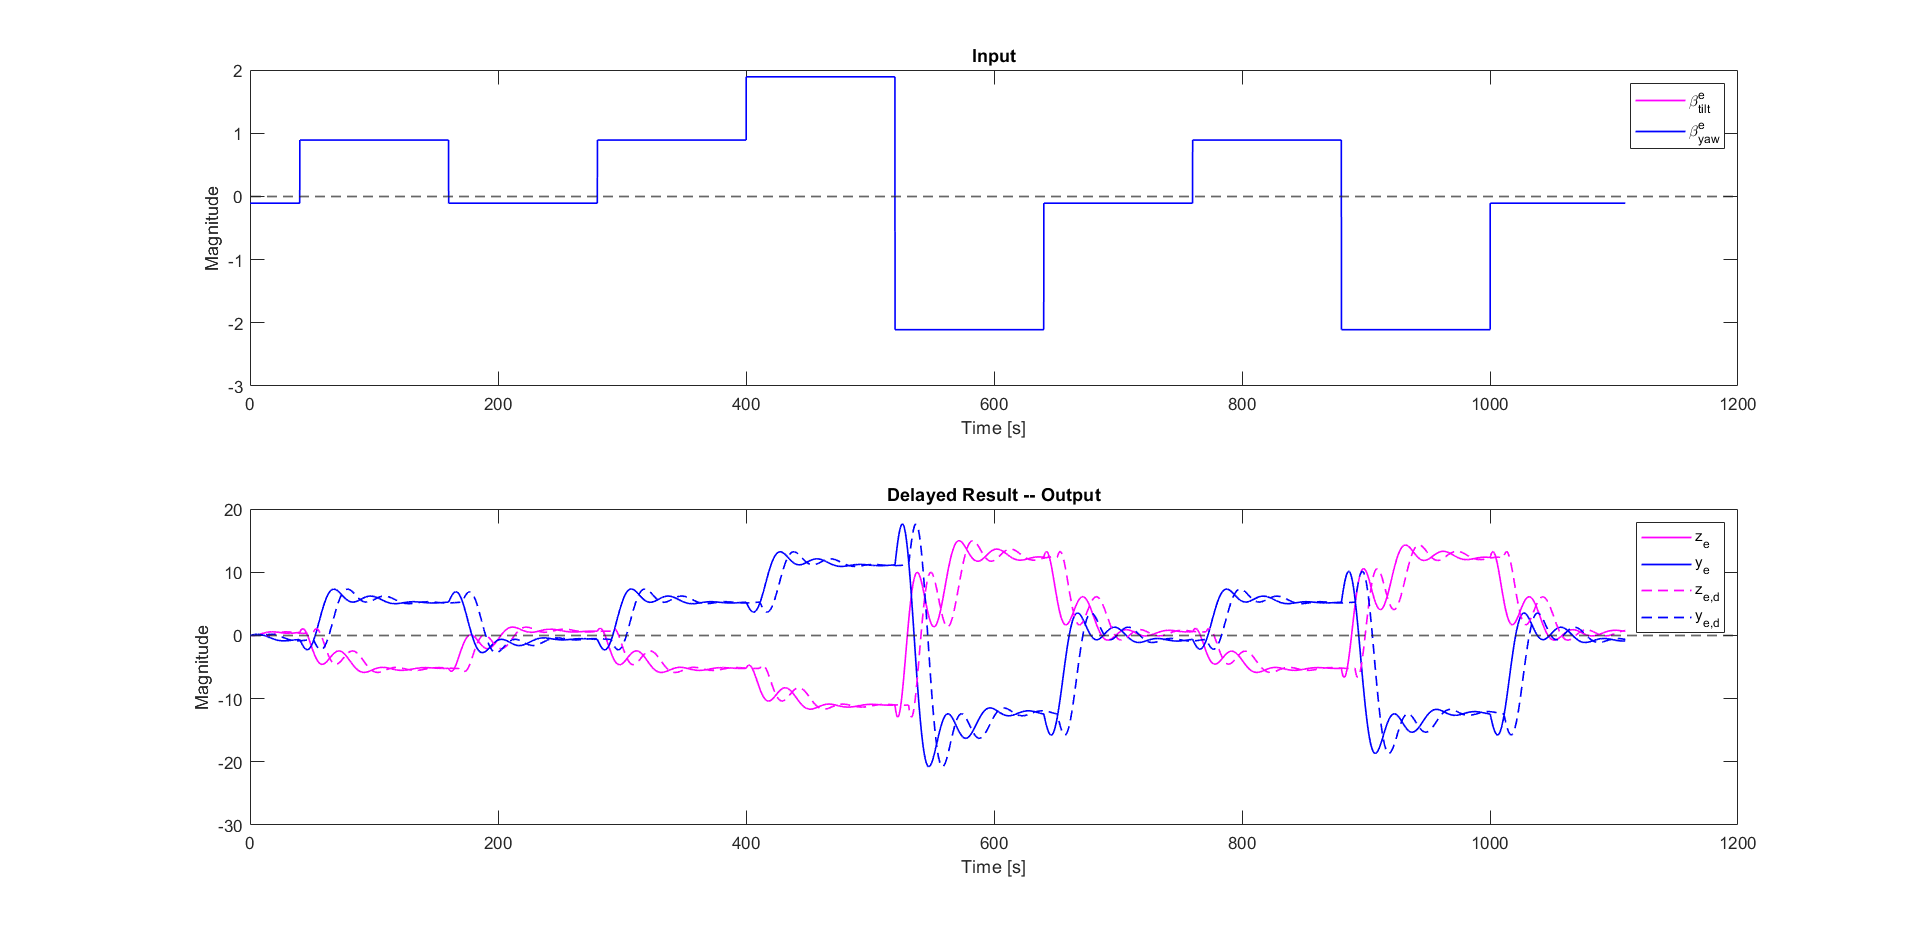 Input
2
1
0
-1
-2
-3
Magnitude
0
200
400
600
800
1000
1200
Time [s]
β^e_tilt
β^e_yaw
Delayed Result -- Output
20
10
0
-10
-20
-30
Magnitude
0
200
400
600
800
1000
1200
Time [s]
z_e
y_e
z_e,d
y_e,d